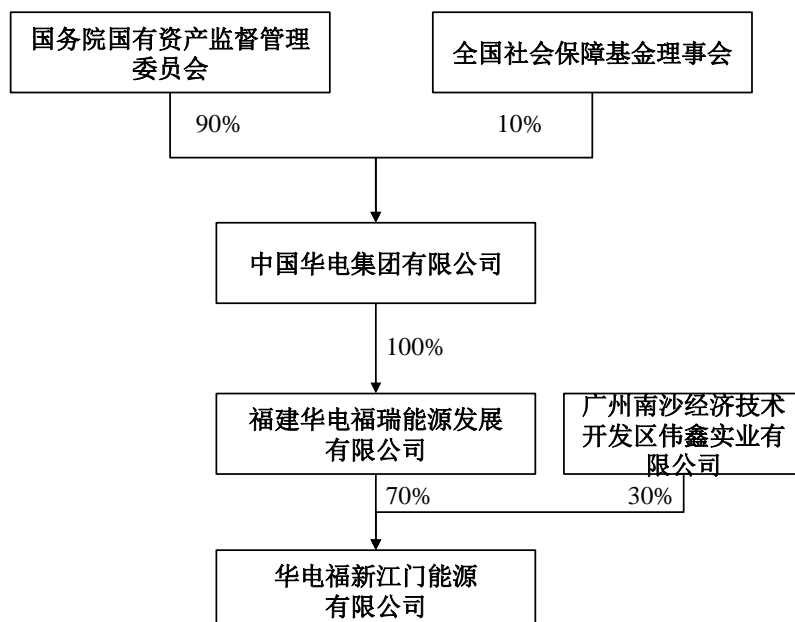 国务院国有资产监督管理
委员会
全国社会保障基金理事会
90%
10%
中国华电集团有限公司
100%
福建华电福瑞能源发展
有限公司
广州南沙经济技术
开发区伟鑫实业有
限公司
70%
30%
华电福新江门能源
有限公司